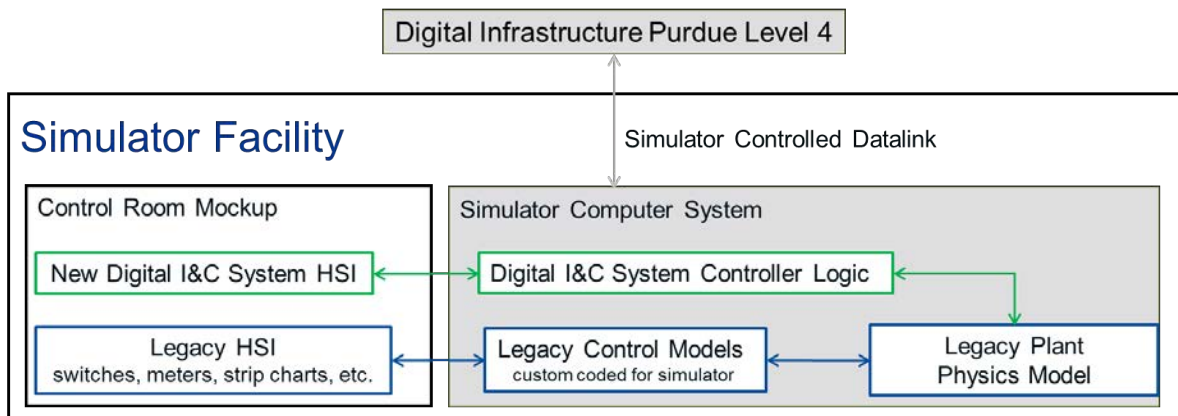 Digital Infrastructure Purdue Level 4
Simulator Facility
Simulator Controlled Datalink
Control Room Mockup
Simulator Computer System
New Digital I&C System HSI
Digital I&C System Controller Logic
Legacy HSI
switches, meters, strip charts, etc.
Legacy Control Models
custom coded for simulator
Legacy Plant
Physics Model